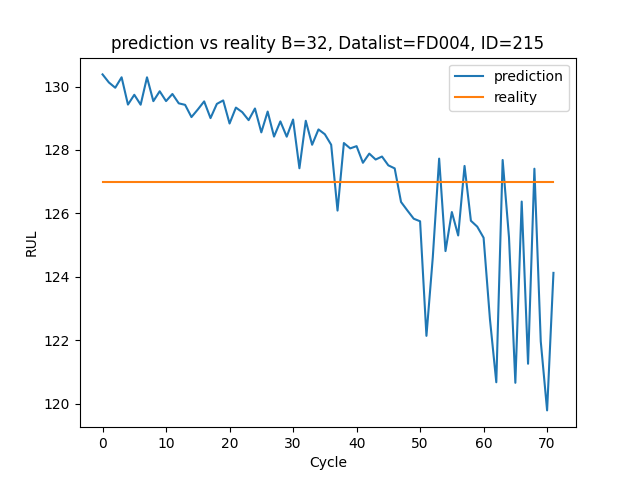 prediction vs reality B=32, Datalist=FD004, ID=215
prediction
reality
RUL
130
128
126
124
122
120
0 10 20 30 40 50 60 70
Cycle